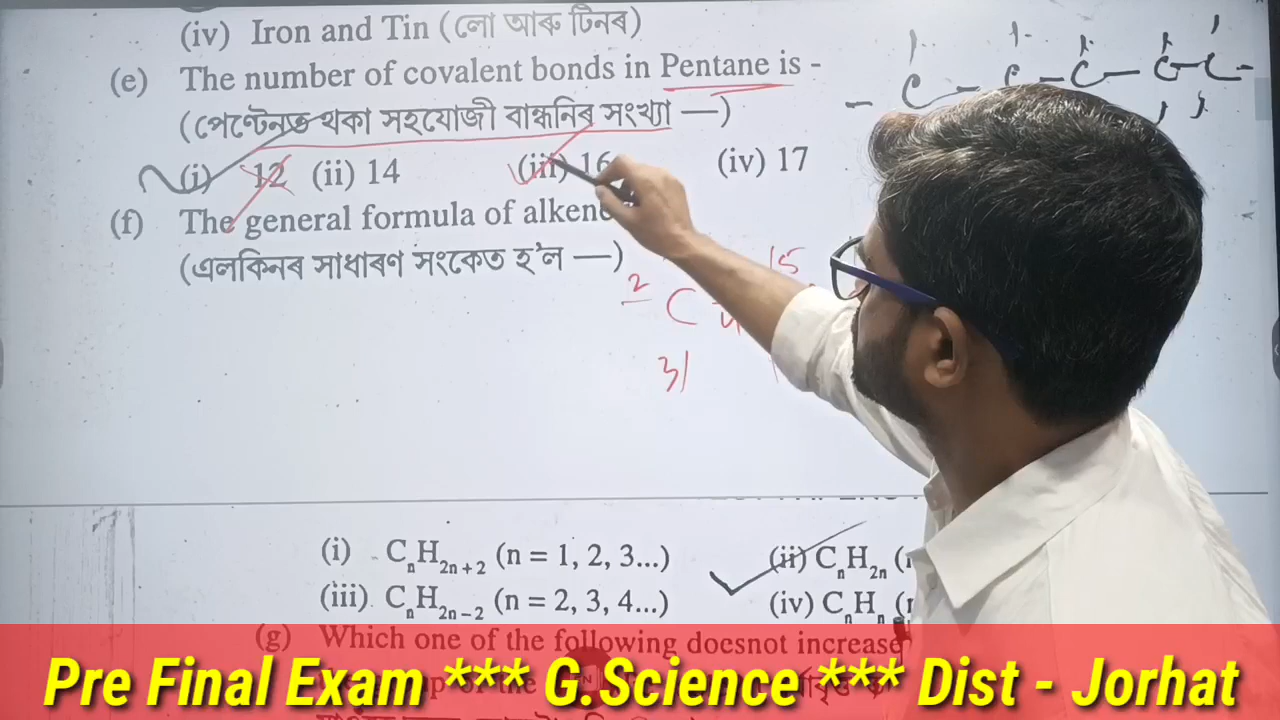 (iv) Iron and Tin (লো আৰু টিনৰ)
(e) The number of covalent bonds in Pentane is -
(পেণ্টেনত থকা সহযোজী বান্ধনিৰ সংখ্যা —)
(i) 12 (ii) 14 (iii) 16 (iv) 17
(f) The general formula of alkene
(এলকিনৰ সাধাৰণ সংকেত হ'ল —)
15
2 C
31
(i) CₙH₂ₙ₊₂ (n = 1, 2, 3...) (ii) CₙH₂ₙ
(iii) CₙH₂ₙ₋₂ (n = 2, 3, 4...) (iv) CₙHₙ
(g) Which one of the following doesnot increase
Pre Final Exam *** G.Science *** Dist - Jorhat